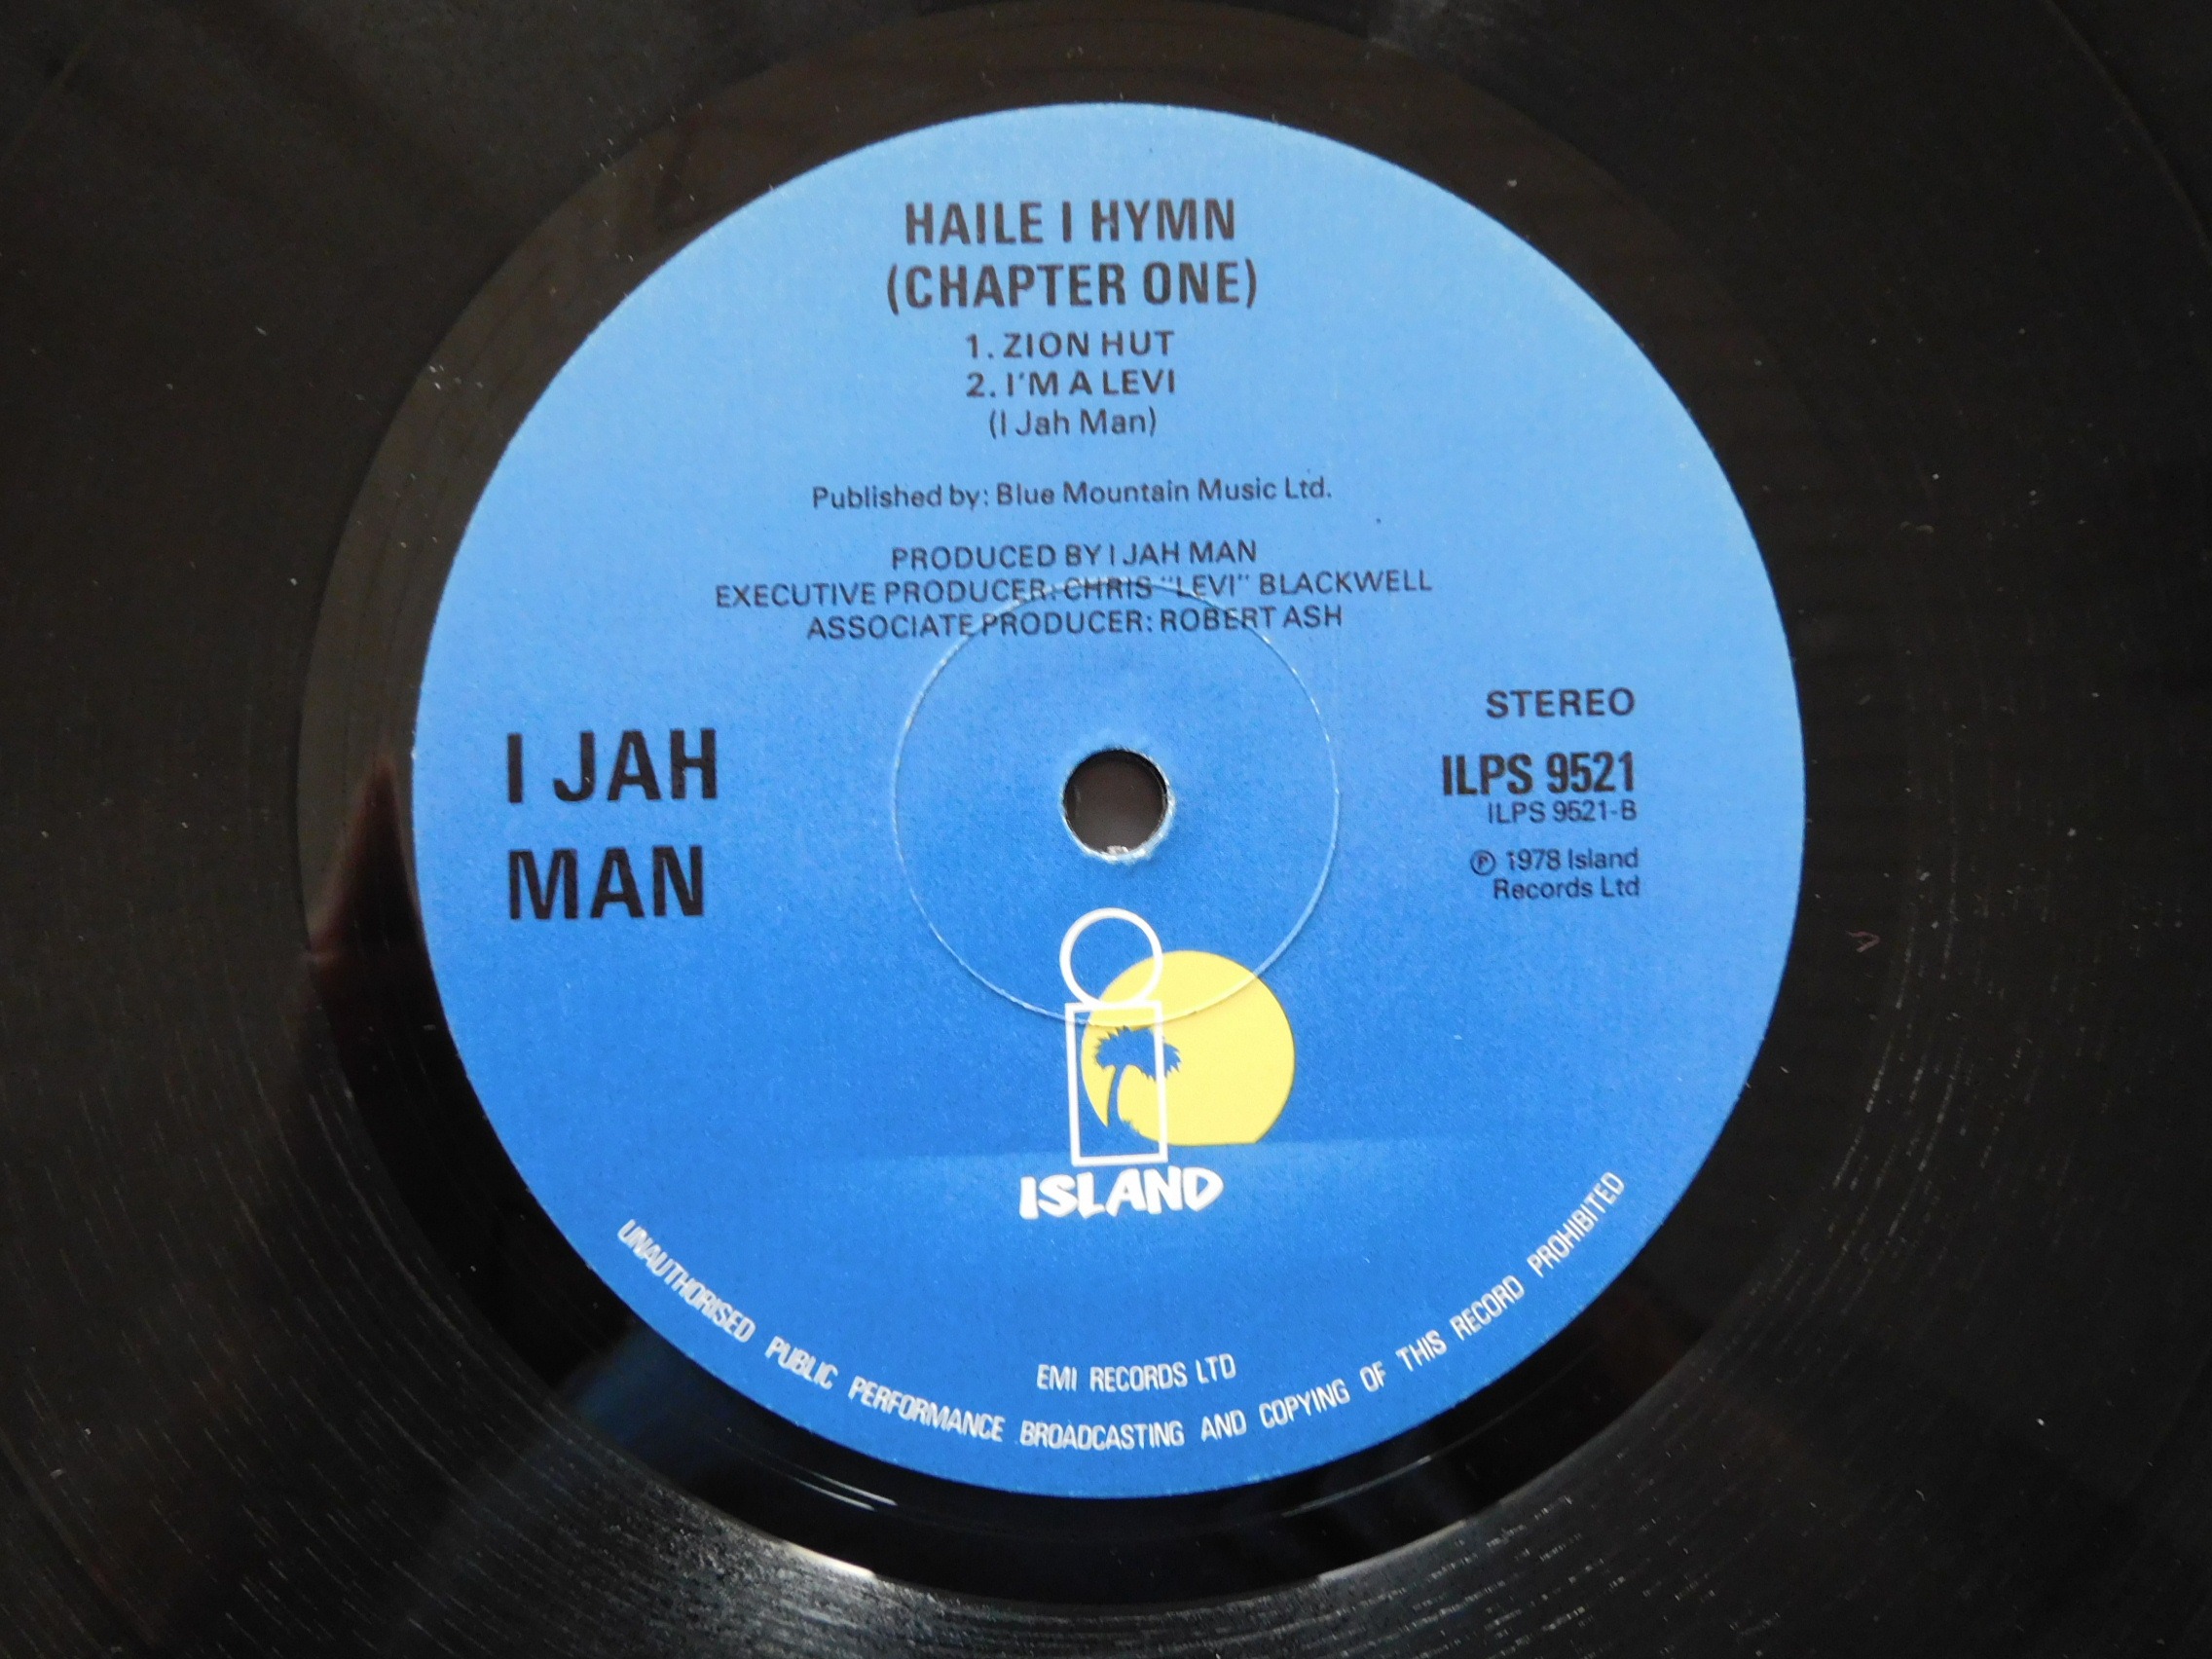 HAILE I HYMN
(CHAPTER ONE)
1. ZION HUT
2. I'M A LEVI
(I Jah Man)
Published by: Blue Mountain Music Ltd.
PRODUCED BY I JAH MAN
EXECUTIVE PRODUCER: CHRIS "LEVI" BLACKWELL
ASSOCIATE PRODUCER: ROBERT ASH
I JAH
MAN
STEREO
ILPS 9521
ILPS 9521-B
℗ 1978 Island
Records Ltd
ISLAND
EMI RECORDS LTD
UNAUTHORISED PUBLIC PERFORMANCE BROADCASTING AND COPYING OF THIS RECORD PROHIBITED